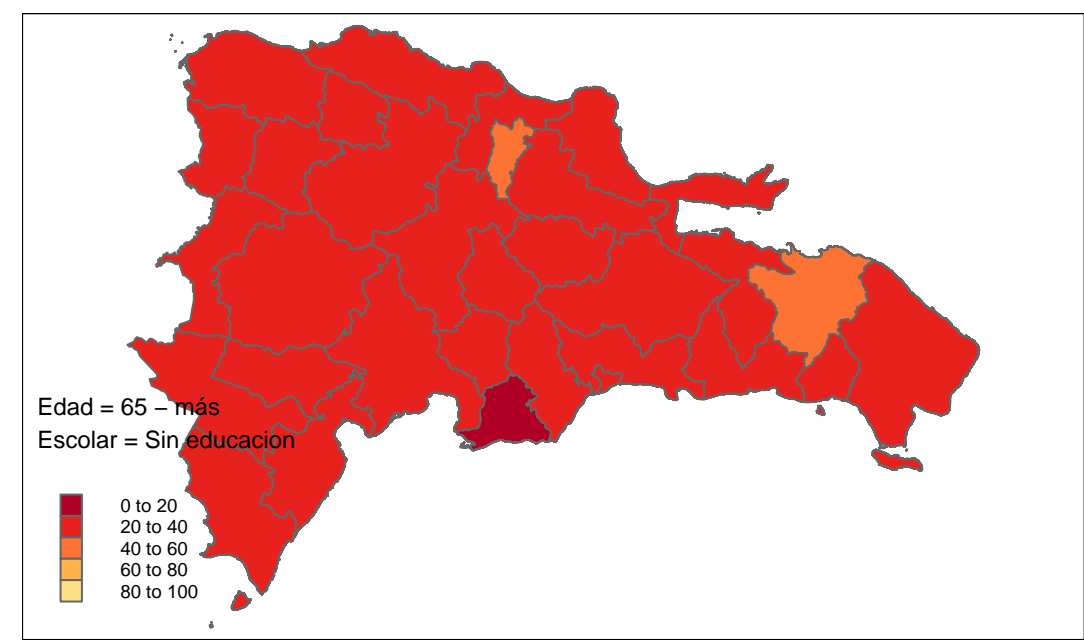 Edad = 65 – más
Escolar = Sin educacion
0 to 20
20 to 40
40 to 60
60 to 80
80 to 100